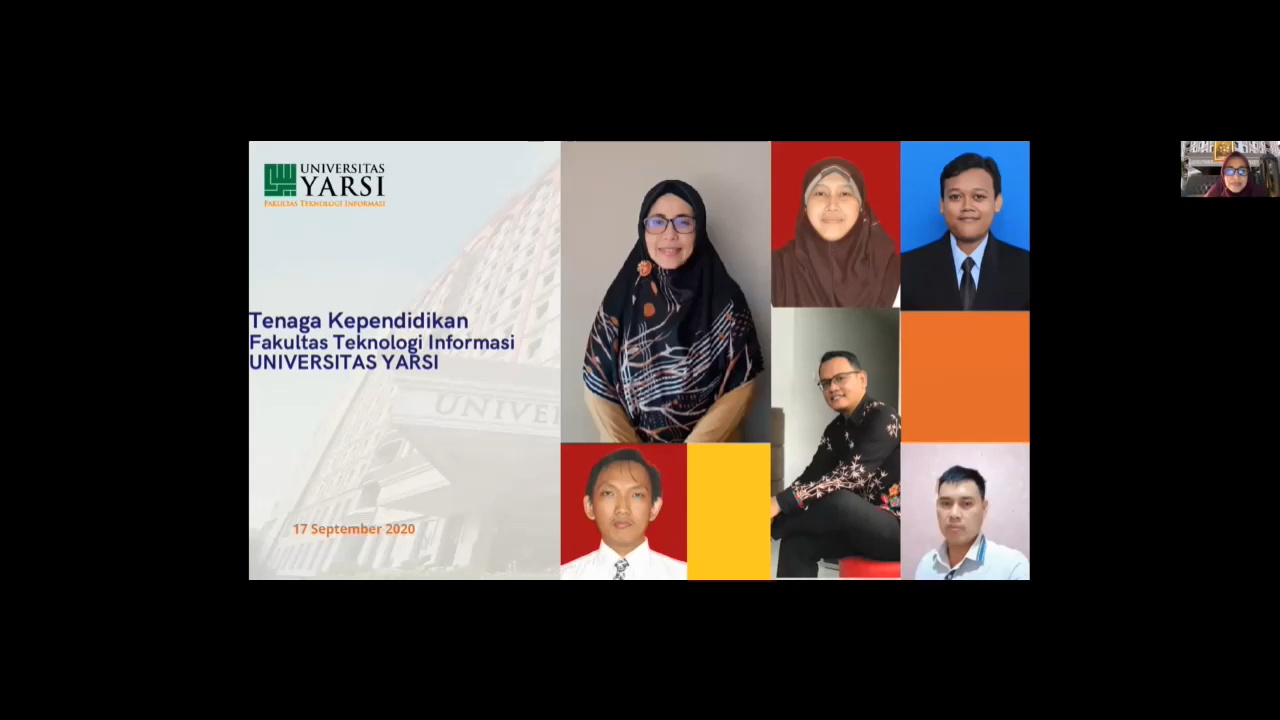 UNIVERSITAS
YARSI
FAKULTAS TEKNOLOGI INFORMASI
Tenaga Kependidikan
Fakultas Teknologi Informasi
UNIVERSITAS YARSI
UNIVE
17 September 2020